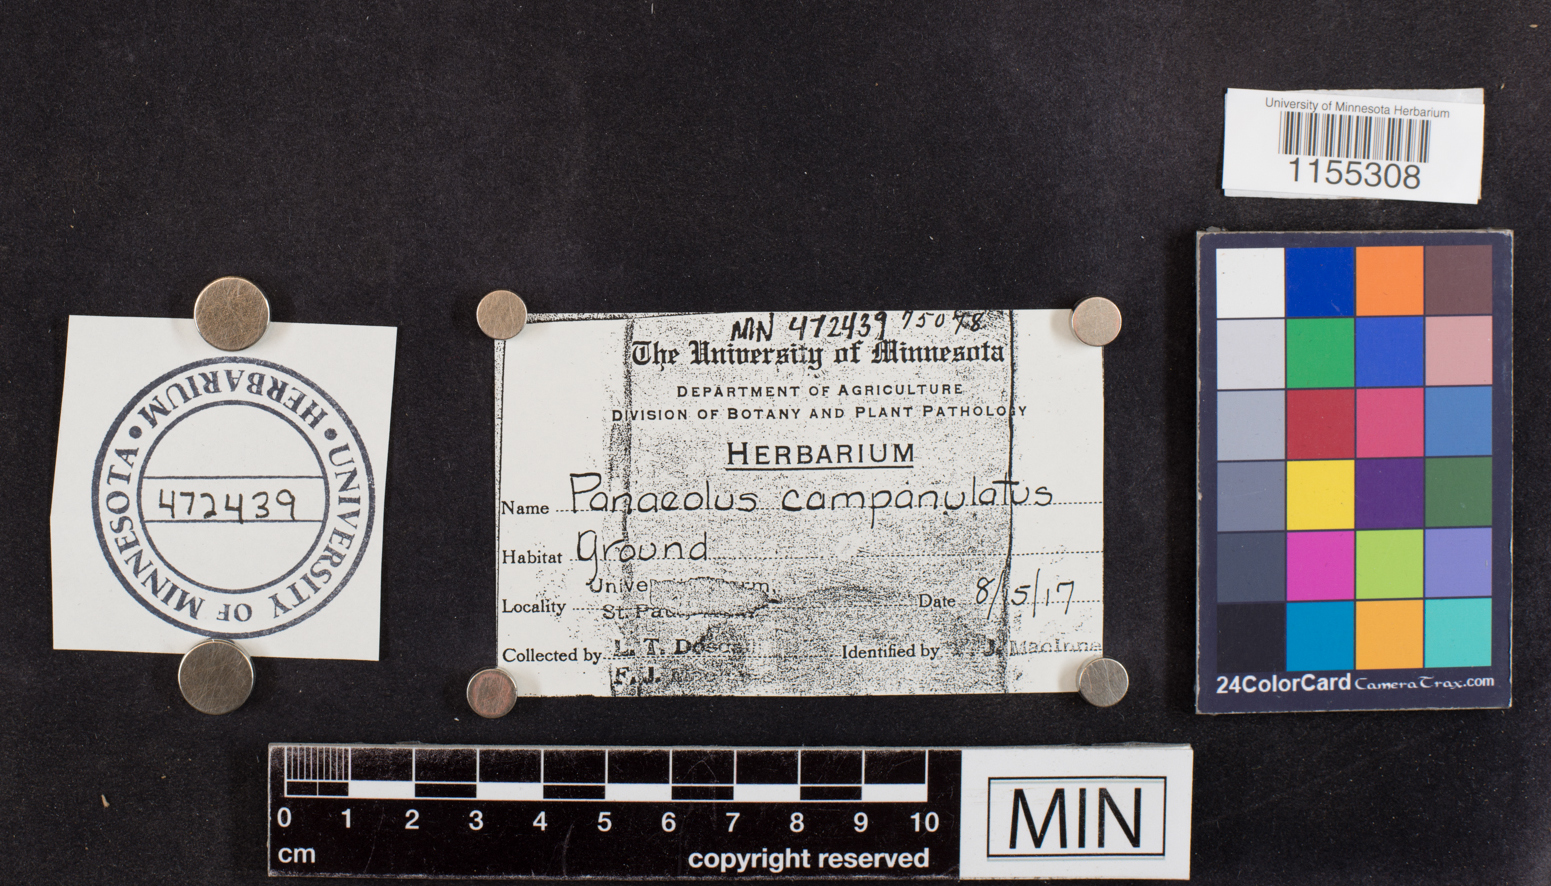 University of Minnesota Herbarium
1155308
UNIVERSITY OF MINNESOTA • HERBARIUM •
472439
MN 472439 75078
The University of Minnesota
DEPARTMENT OF AGRICULTURE
DIVISION OF BOTANY AND PLANT PATHOLOGY
HERBARIUM
Name Panaeolus campanulatus
Habitat Ground
Locality
St. Date 8/5/17
Collected by L. T. Identified by J. MacInnes
F. J.
24ColorCard CameraTrax.com
0 1 2 3 4 5 6 7 8 9 10
cm copyright reserved
MIN